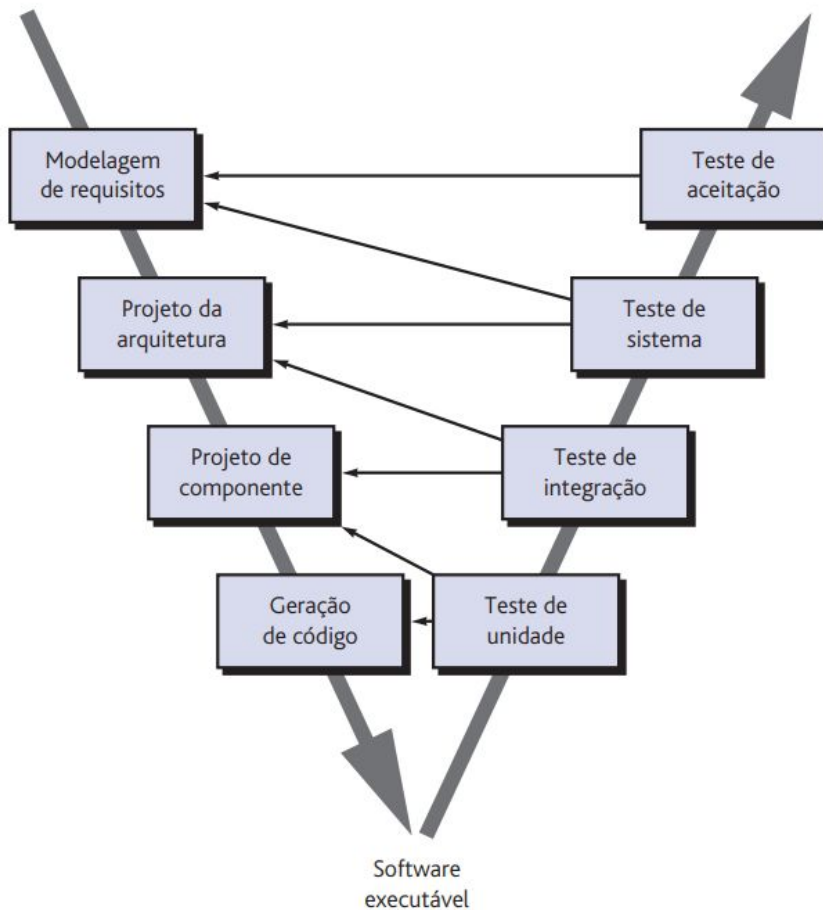 Modelagem
de requisitos
Teste de
aceitação
Projeto da
arquitetura
Teste de
sistema
Projeto de
componente
Teste de
integração
Geração
de código
Teste de
unidade
Software
executável